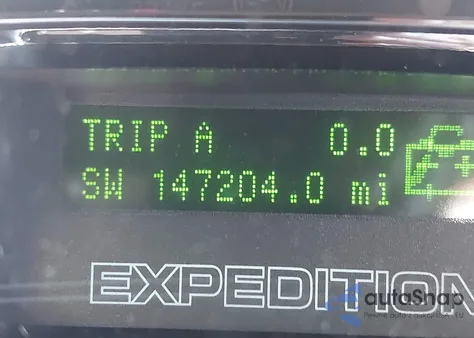 TRIP A 0.0
SW 147204.0 mi
EXPEDITION
autoSnap